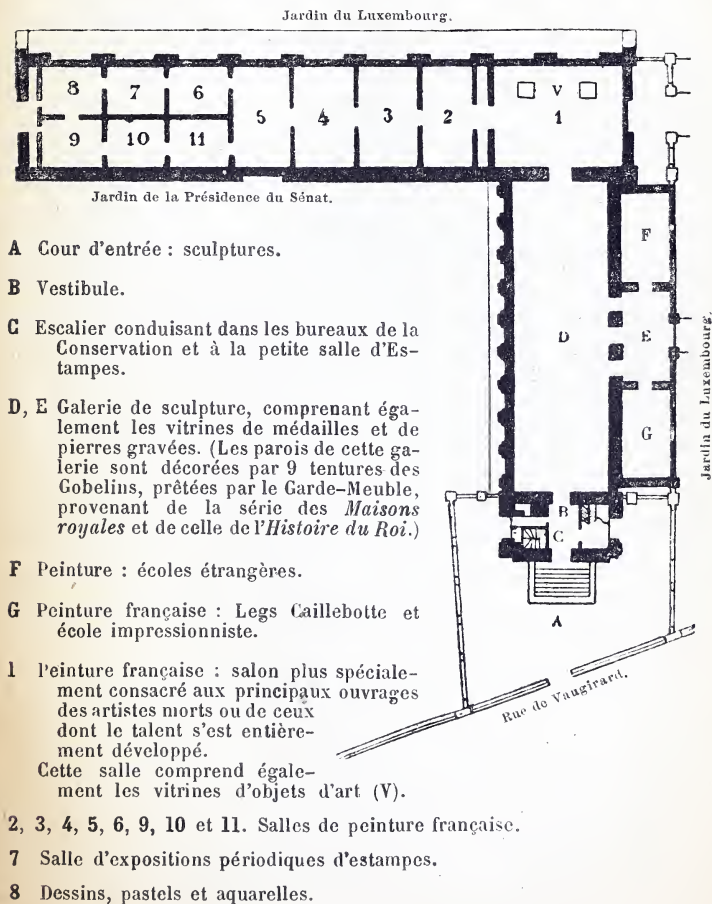 Jardin du Luxembourg.
8 7 6
5 4 3 2
V
1
9 10 11
Jardin de la Présidence du Sénat.
F
E
D
G
Jardin du Luxembourg.
B
C
A
Rue de Vaugirard.
A Cour d'entrée : sculptures.
B Vestibule.
C Escalier conduisant dans les bureaux de la
Conservation et à la petite salle d'Es-
tampes.
D, E Galerie de sculpture, comprenant éga-
lement les vitrines de médailles et de
pierres gravées. (Les parois de cette ga-
lerie sont décorées par 9 tentures des
Gobelins, prêtées par le Garde-Meuble,
provenant de la série des Maisons
royales et de celle de l'Histoire du Roi.)
F Peinture : écoles étrangères.
G Peinture française : Legs Caillebotte et
école impressionniste.
1 Peinture française : salon plus spéciale-
ment consacré aux principaux ouvrages
des artistes morts ou de ceux
dont le talent s'est entière-
ment développé.
Cette salle comprend égale-
ment les vitrines d'objets d'art (V).
2, 3, 4, 5, 6, 9, 10 et 11. Salles de peinture française.
7 Salle d'expositions périodiques d'estampes.
8 Dessins, pastels et aquarelles.